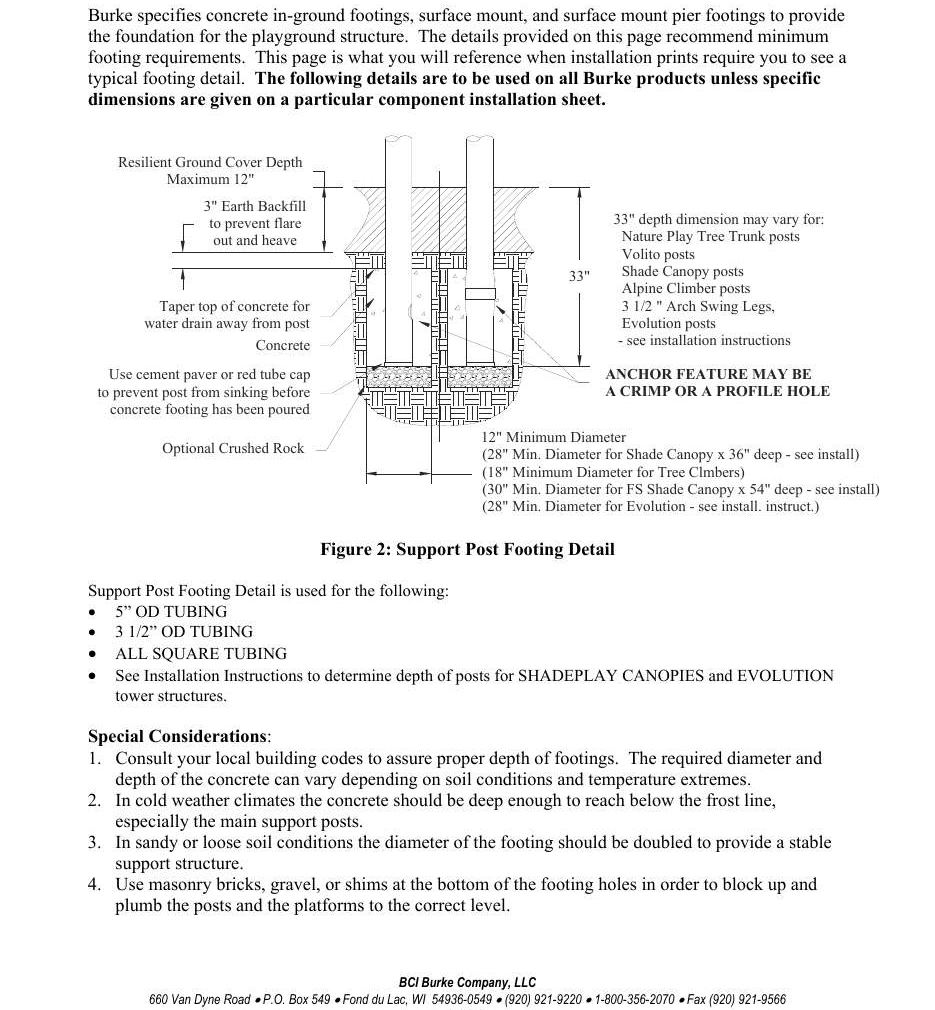 Burke specifies concrete in-ground footings, surface mount, and surface mount pier footings to provide
the foundation for the playground structure.  The details provided on this page recommend minimum
footing requirements.  This page is what you will reference when installation prints require you to see a
typical footing detail.  The following details are to be used on all Burke products unless specific
dimensions are given on a particular component installation sheet.
Resilient Ground Cover Depth
Maximum 12"
3" Earth Backfill
to prevent flare
out and heave
Taper top of concrete for
water drain away from post
Concrete
Use cement paver or red tube cap
to prevent post from sinking before
concrete footing has been poured
Optional Crushed Rock
33"
33" depth dimension may vary for:
Nature Play Tree Trunk posts
Volito posts
Shade Canopy posts
Alpine Climber posts
3 1/2 " Arch Swing Legs,
Evolution posts
- see installation instructions
ANCHOR FEATURE MAY BE
A CRIMP OR A PROFILE HOLE
12" Minimum Diameter
(28" Min. Diameter for Shade Canopy x 36" deep - see install)
(18" Minimum Diameter for Tree Clmbers)
(30" Min. Diameter for FS Shade Canopy x 54" deep - see install)
(28" Min. Diameter for Evolution - see install. instruct.)
Figure 2: Support Post Footing Detail
Support Post Footing Detail is used for the following:
• 5” OD TUBING
• 3 1/2” OD TUBING
• ALL SQUARE TUBING
• See Installation Instructions to determine depth of posts for SHADEPLAY CANOPIES and EVOLUTION
tower structures.
Special Considerations:
1. Consult your local building codes to assure proper depth of footings.  The required diameter and
depth of the concrete can vary depending on soil conditions and temperature extremes.
2. In cold weather climates the concrete should be deep enough to reach below the frost line,
especially the main support posts.
3. In sandy or loose soil conditions the diameter of the footing should be doubled to provide a stable
support structure.
4. Use masonry bricks, gravel, or shims at the bottom of the footing holes in order to block up and
plumb the posts and the platforms to the correct level.
BCI Burke Company, LLC
660 Van Dyne Road • P.O. Box 549 • Fond du Lac, WI  54936-0549 • (920) 921-9220 • 1-800-356-2070 • Fax (920) 921-9566